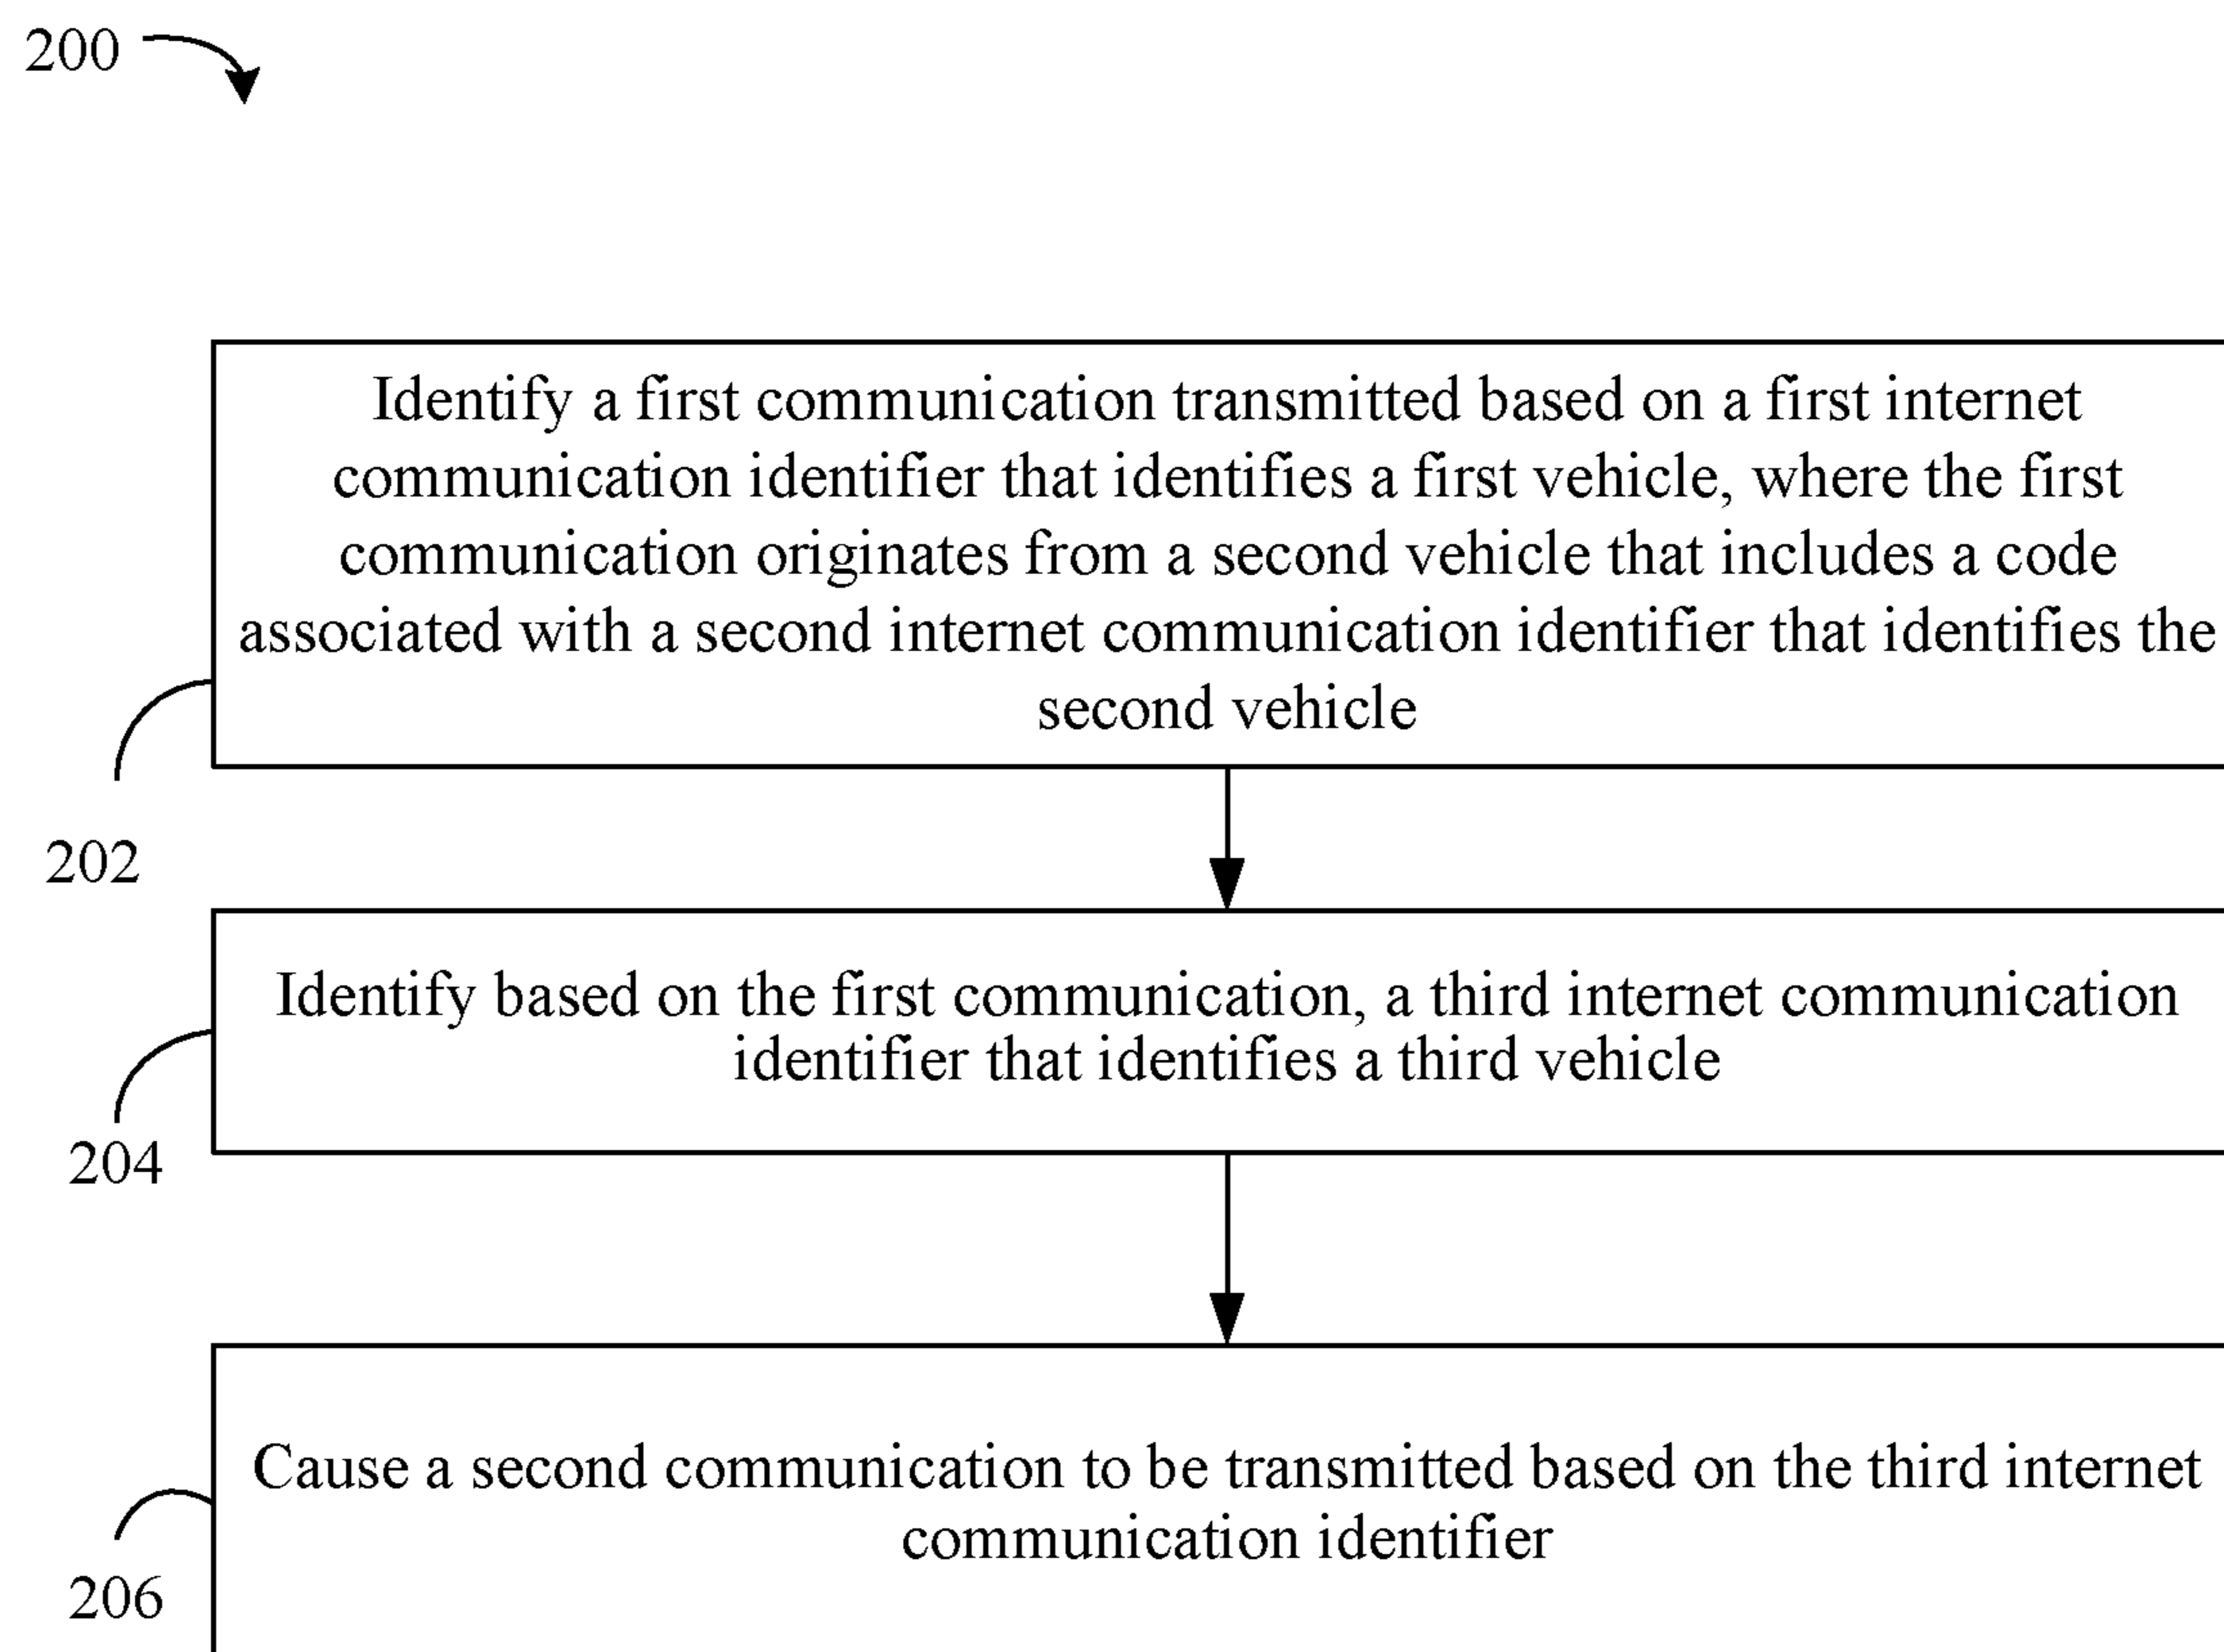 200
Identify a first communication transmitted based on a first internet
communication identifier that identifies a first vehicle, where the first
communication originates from a second vehicle that includes a code
associated with a second internet communication identifier that identifies the
second vehicle
202
Identify based on the first communication, a third internet communication
identifier that identifies a third vehicle
204
Cause a second communication to be transmitted based on the third internet
communication identifier
206